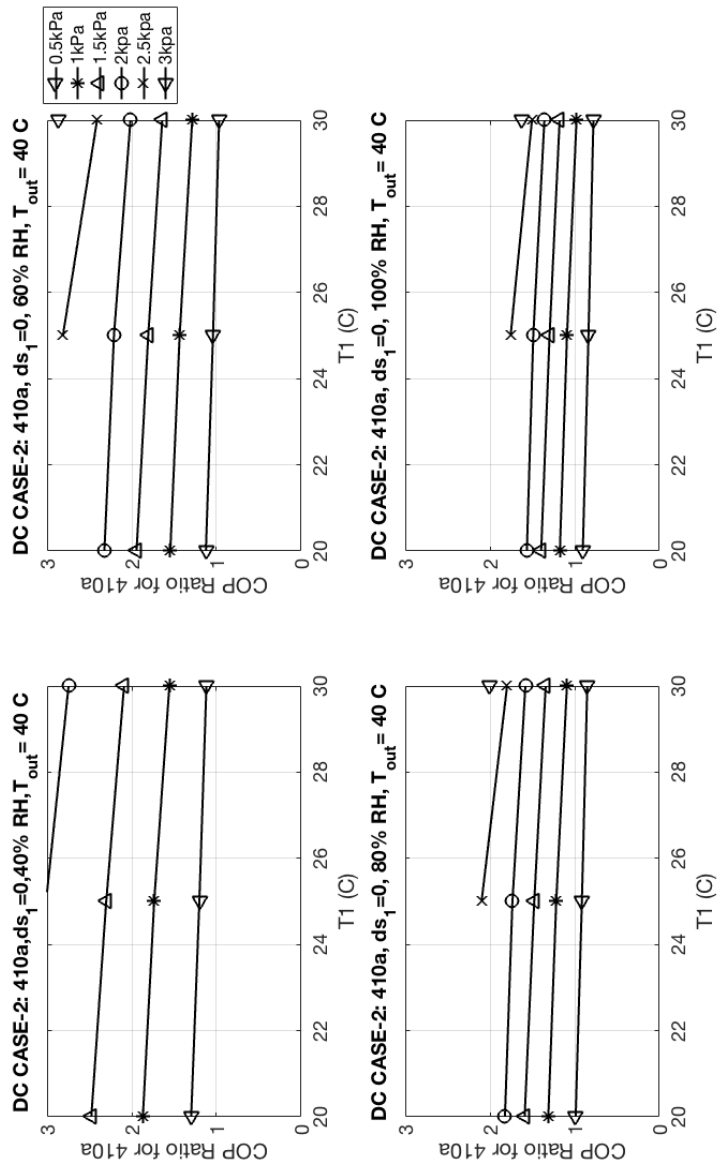 DC CASE-2: 410a,ds1=0,40% RH,Tout= 40 C
3
2
1
0
COP Ratio for 410a
20
22
24
26
28
30
T1 (C)
DC CASE-2: 410a, ds1=0, 60% RH, Tout= 40 C
3
2
1
0
COP Ratio for 410a
20
22
24
26
28
30
T1 (C)
0.5kPa
1kPa
1.5kPa
2kpa
2.5kpa
3kpa
DC CASE-2: 410a, ds1=0, 80% RH, Tout= 40 C
3
2
1
0
COP Ratio for 410a
20
22
24
26
28
30
T1 (C)
DC CASE-2: 410a, ds1=0, 100% RH, Tout= 40 C
3
2
1
0
COP Ratio for 410a
20
22
24
26
28
30
T1 (C)